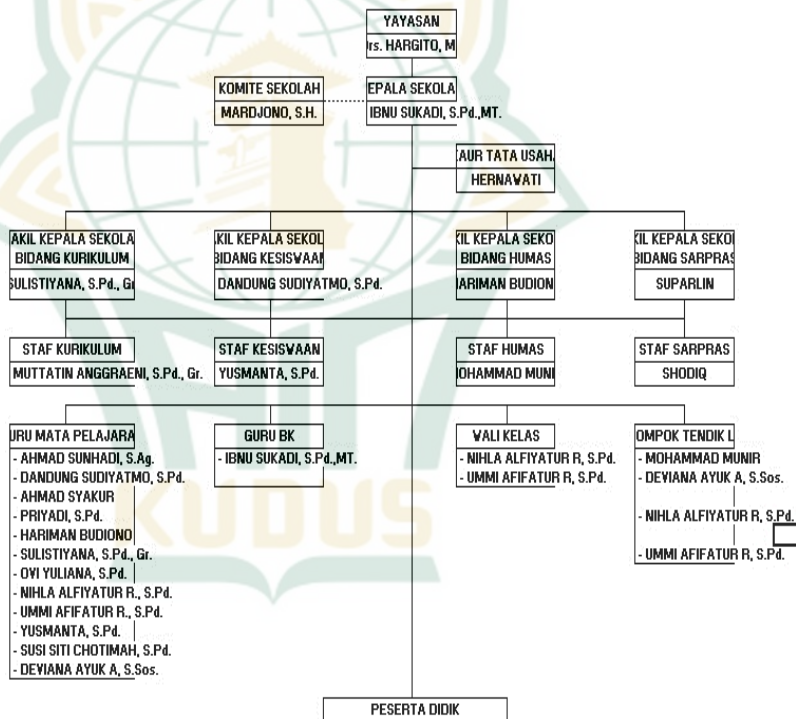 YAYASAN
rs. HARGITO, M
KOMITE SEKOLAH
MARDJONO, S.H.
EPALA SEKOLA
IBNU SUKADI, S.Pd.,MT.
AUR TATA USAH
HERNAWATI
AKIL KEPALA SEKOLA
BIDANG KURIKULUM
SULISTIYANA, S.Pd., Gr
KIL KEPALA SEKOL
BIDANG KESISWAAN
DANDUNG SUDIYATMO, S.Pd.
KIL KEPALA SEKO
BIDANG HUMAS
HARIMAN BUDION
KIL KEPALA SEKO
BIDANG SARPRAS
SUPARLIN
STAF KURIKULUM
MUTTATIN ANGGRAENI, S.Pd., Gr.
STAF KESISWAAN
YUSMANTA, S.Pd.
STAF HUMAS
MOHAMMAD MUNI
STAF SARPRAS
SHODIQ
URU MATA PELAJARA
- AHMAD SUNHADI, S.Ag.
- DANDUNG SUDIYATMO, S.Pd.
- AHMAD SYAKUR
- PRIYADI, S.Pd.
- HARIMAN BUDIONO
- SULISTIYANA, S.Pd., Gr.
- OVI YULIANA, S.Pd.
- NIHLA ALFIYATUR R., S.Pd.
- UMMI AFIFATUR R., S.Pd.
- YUSMANTA, S.Pd.
- SUSI SITI CHOTIMAH, S.Pd.
- DEVIANA AYUK A, S.Sos.
GURU BK
- IBNU SUKADI, S.Pd.,MT.
WALI KELAS
- NIHLA ALFIYATUR R, S.Pd.
- UMMI AFIFATUR R, S.Pd.
OMPOK TENDIK L
- MOHAMMAD MUNIR
- DEVIANA AYUK A, S.Sos.
- NIHLA ALFIYATUR R, S.Pd.
- UMMI AFIFATUR R, S.Pd.
KUDUS
PESERTA DIDIK